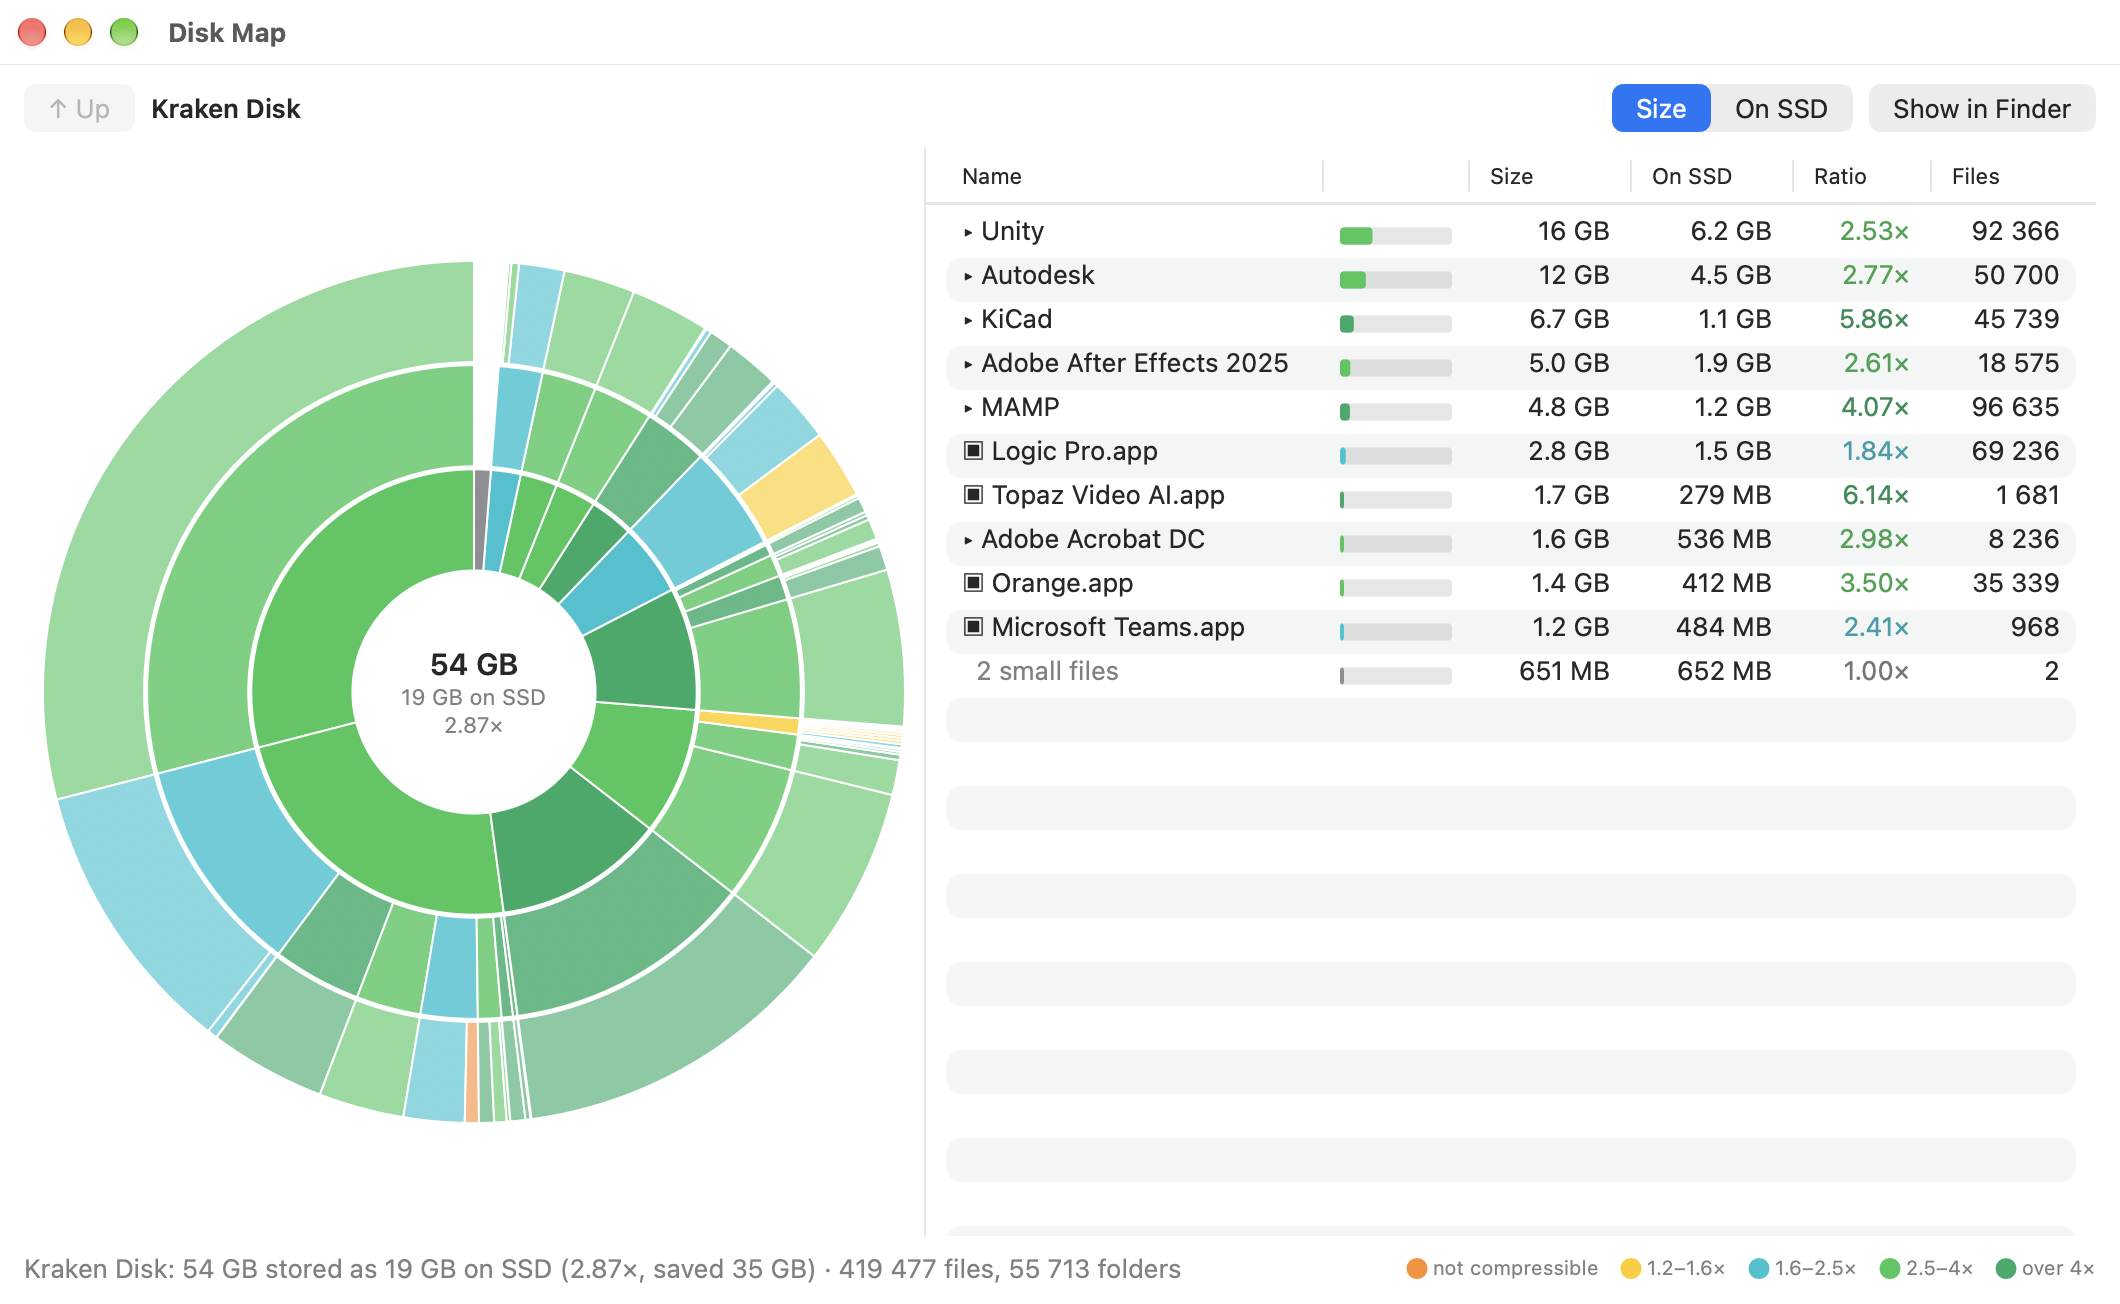 Disk Map
↑ Up
Kraken Disk
Size
On SSD
Show in Finder
Name Size On SSD Ratio Files
Unity 16 GB 6.2 GB 2.53× 92 366
Autodesk 12 GB 4.5 GB 2.77× 50 700
KiCad 6.7 GB 1.1 GB 5.86× 45 739
Adobe After Effects 2025 5.0 GB 1.9 GB 2.61× 18 575
MAMP 4.8 GB 1.2 GB 4.07× 96 635
Logic Pro.app 2.8 GB 1.5 GB 1.84× 69 236
Topaz Video AI.app 1.7 GB 279 MB 6.14× 1 681
Adobe Acrobat DC 1.6 GB 536 MB 2.98× 8 236
Orange.app 1.4 GB 412 MB 3.50× 35 339
Microsoft Teams.app 1.2 GB 484 MB 2.41× 968
2 small files 651 MB 652 MB 1.00× 2
54 GB
19 GB on SSD
2.87×
Kraken Disk: 54 GB stored as 19 GB on SSD (2.87×, saved 35 GB) · 419 477 files, 55 713 folders
not compressible 1.2–1.6× 1.6–2.5× 2.5–4× over 4×